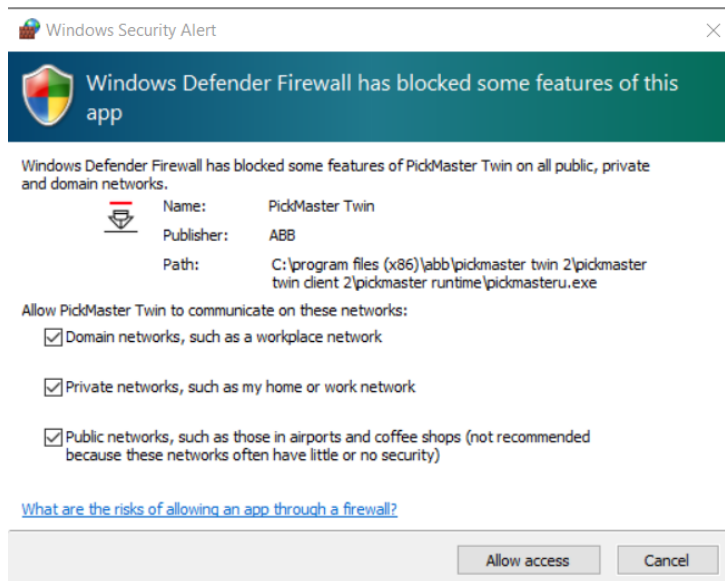 Windows Security Alert
Windows Defender Firewall has blocked some features of this
app
Windows Defender Firewall has blocked some features of PickMaster Twin on all public, private
and domain networks.
Name: PickMaster Twin
Publisher: ABB
Path: C:\program files (x86)\abb\pickmaster twin 2\pickmaster
twin client 2\pickmaster runtime\pickmasteru.exe
Allow PickMaster Twin to communicate on these networks:
Domain networks, such as a workplace network
Private networks, such as my home or work network
Public networks, such as those in airports and coffee shops (not recommended
because these networks often have little or no security)
What are the risks of allowing an app through a firewall?
Allow access Cancel